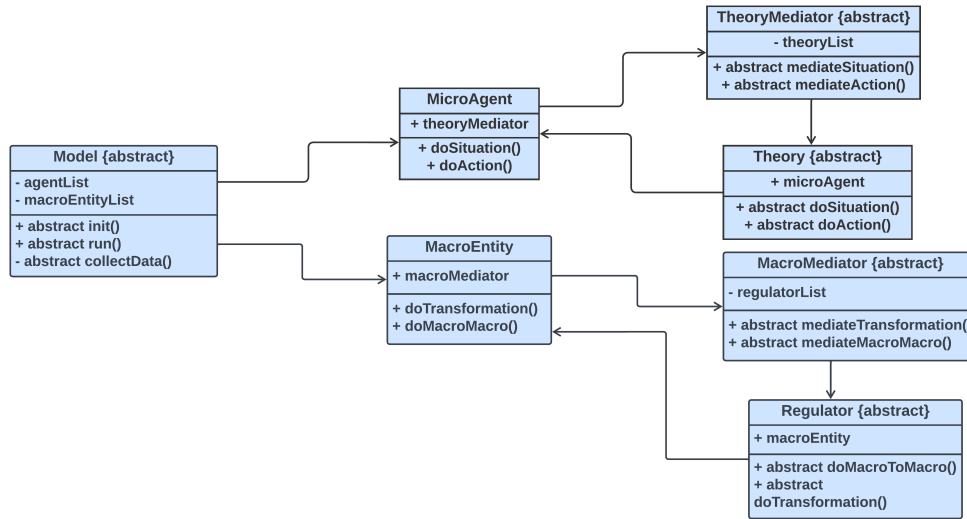 TheoryMediator {abstract}
- theoryList
+ abstract mediateSituation()
+ abstract mediateAction()
MicroAgent
+ theoryMediator
+ doSituation()
+ doAction()
Model {abstract}
- agentList
- macroEntityList
+ abstract init()
+ abstract run()
- abstract collectData()
Theory {abstract}
+ microAgent
+ abstract doSituation()
+ abstract doAction()
MacroEntity
+ macroMediator
+ doTransformation()
+ doMacroMacro()
MacroMediator {abstract}
- regulatorList
+ abstract mediateTransformation()
+ abstract mediateMacroMacro()
Regulator {abstract}
+ macroEntity
+ abstract doMacroToMacro()
+ abstract
doTransformation()